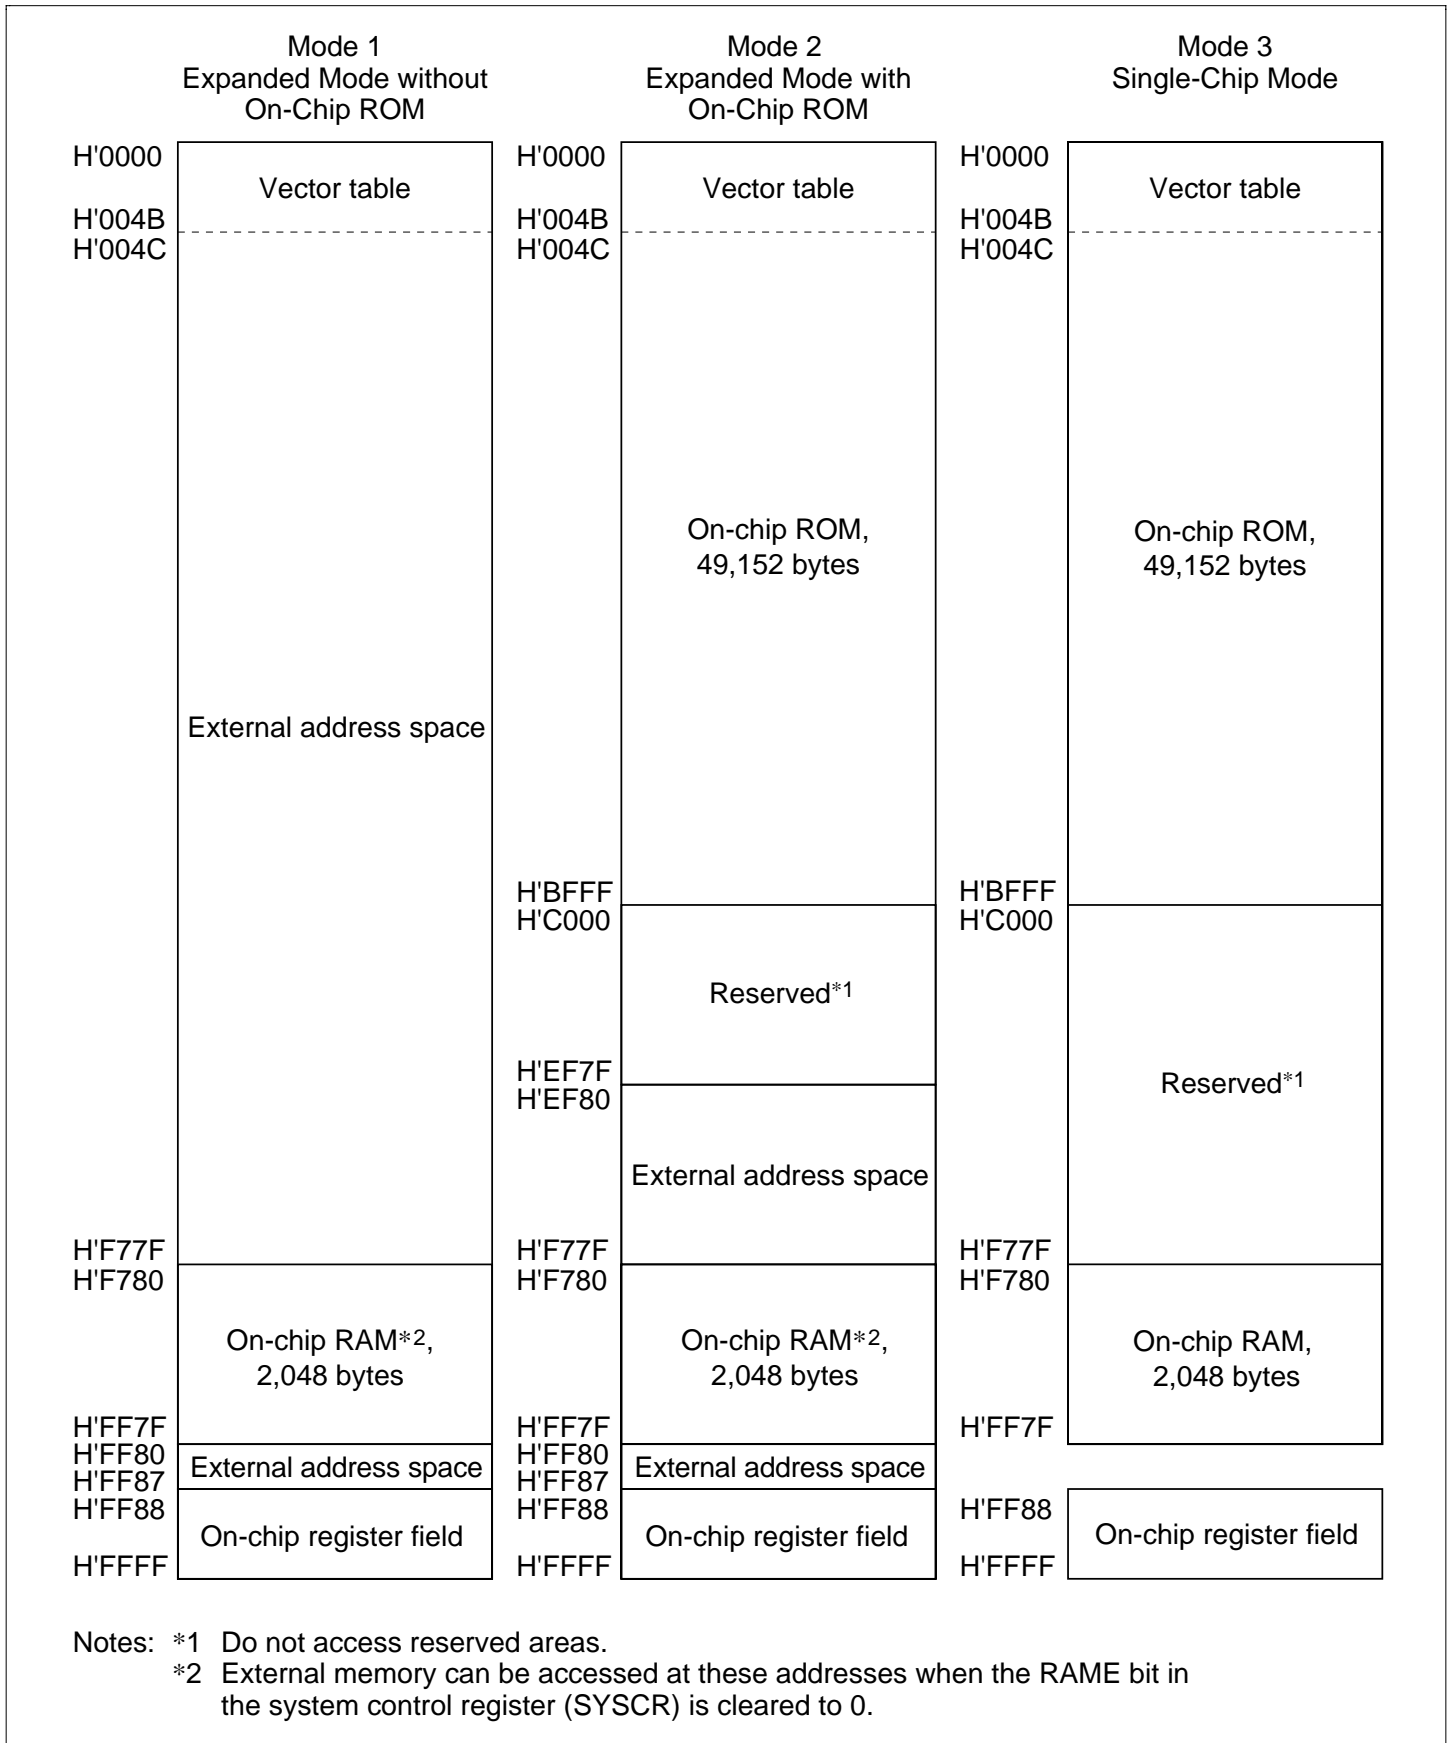 Mode 1
Expanded Mode without
On-Chip ROM
H'0000
Vector table
H'004B
H'004C
External address space
H'F77F
H'F780
On-chip RAM*2,
2,048 bytes
H'FF7F
H'FF80
External address space
H'FF87
H'FF88
On-chip register field
H'FFFF
Mode 2
Expanded Mode with
On-Chip ROM
H'0000
Vector table
H'004B
H'004C
On-chip ROM,
49,152 bytes
H'BFFF
H'C000
Reserved*1
H'EF7F
H'EF80
External address space
H'F77F
H'F780
On-chip RAM*2,
2,048 bytes
H'FF7F
H'FF80
External address space
H'FF87
H'FF88
On-chip register field
H'FFFF
Mode 3
Single-Chip Mode
H'0000
Vector table
H'004B
H'004C
On-chip ROM,
49,152 bytes
H'BFFF
H'C000
Reserved*1
H'F77F
H'F780
On-chip RAM,
2,048 bytes
H'FF7F
H'FF88
On-chip register field
H'FFFF
Notes: *1 Do not access reserved areas.
*2 External memory can be accessed at these addresses when the RAME bit in
the system control register (SYSCR) is cleared to 0.